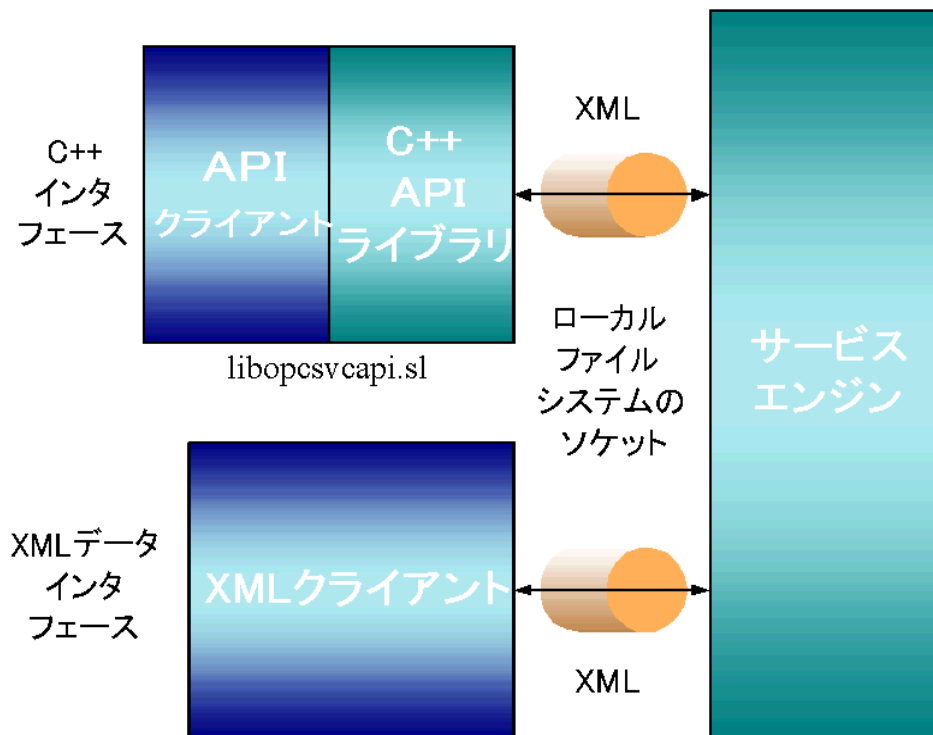 C++
インタ
フェース
API
クライアント
C++
API
ライブラリ
libopcsvcapi.sl
XML
ローカル
ファイル
システムの
ソケット
サービス
エンジン
XMLデータ
インタ
フェース
XMLクライアント
XML